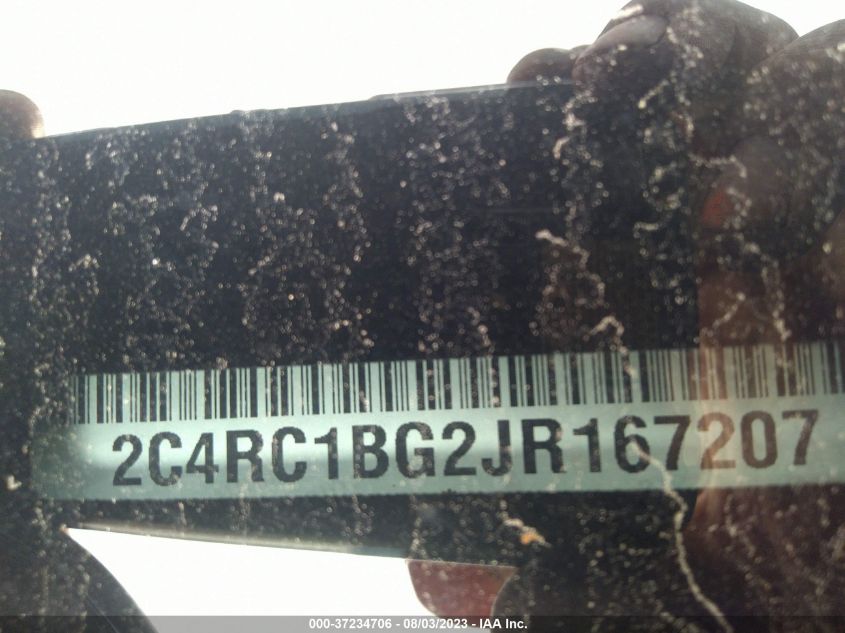 2C4RC1BG2JR167207
000-37234706 - 08/03/2023 - IAA Inc.